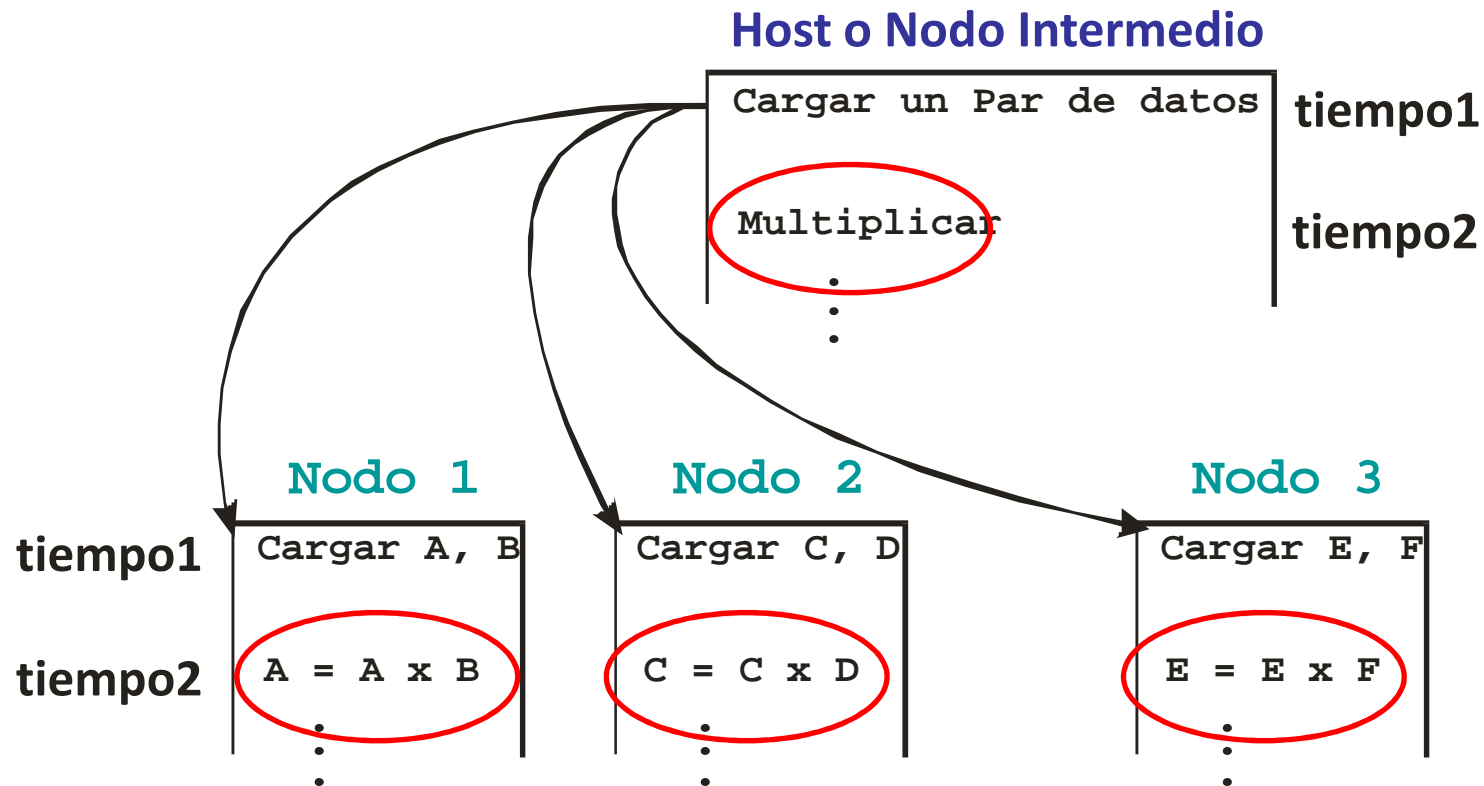 Host o Nodo Intermedio
Cargar un Par de datos
tiempo1
Multiplicar
tiempo2
Nodo 1
Nodo 2
Nodo 3
tiempo1
Cargar A, B
Cargar C, D
Cargar E, F
tiempo2
A = A x B
C = C x D
E = E x F